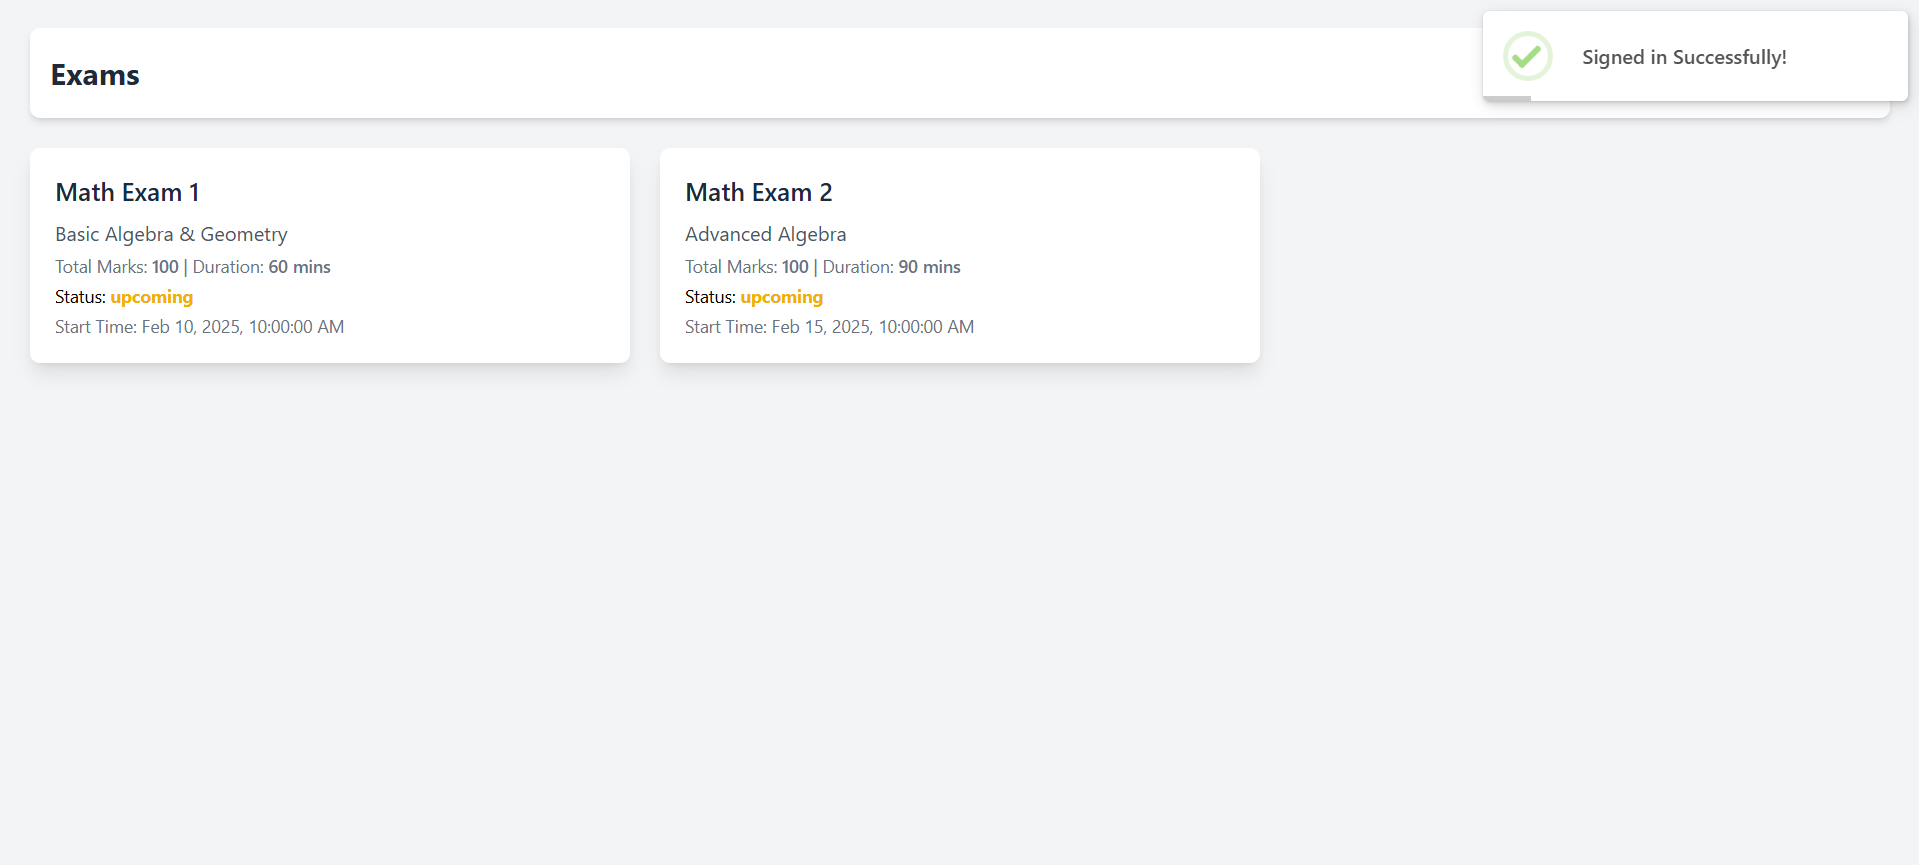 Exams
Signed in Successfully!
Math Exam 1
Basic Algebra & Geometry
Total Marks: 100 | Duration: 60 mins
Status: upcoming
Start Time: Feb 10, 2025, 10:00:00 AM
Math Exam 2
Advanced Algebra
Total Marks: 100 | Duration: 90 mins
Status: upcoming
Start Time: Feb 15, 2025, 10:00:00 AM